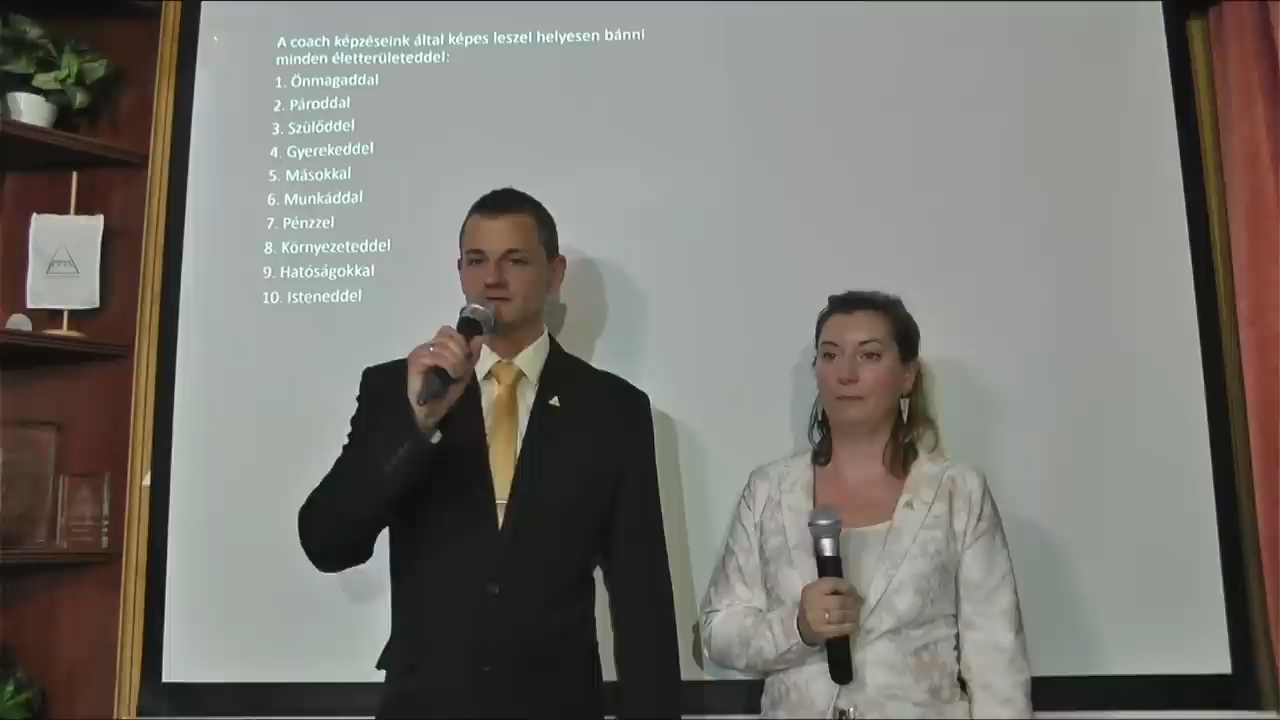 A coach képzéseink által képes leszel helyesen bánni
minden életterületeddel:
1. Önmagaddal
2. Pároddal
3. Szülőddel
4. Gyerekeddel
5. Másokkal
6. Munkáddal
7. Pénzzel
8. Környezeteddel
9. Hatóságokkal
10. Isteneddel